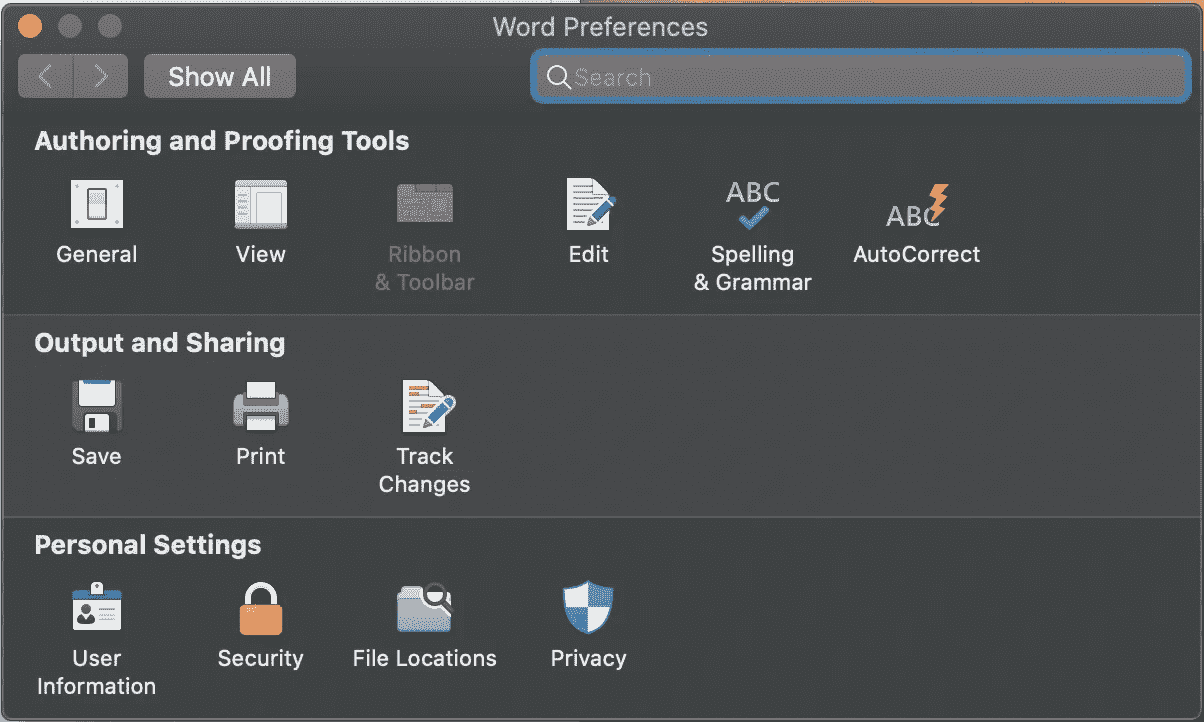 Word Preferences
Show All
Search
Authoring and Proofing Tools
ABC
ABC
General
View
Ribbon
& Toolbar
Edit
Spelling
& Grammar
AutoCorrect
Output and Sharing
Save
Print
Track
Changes
Personal Settings
User
Information
Security
File Locations
Privacy